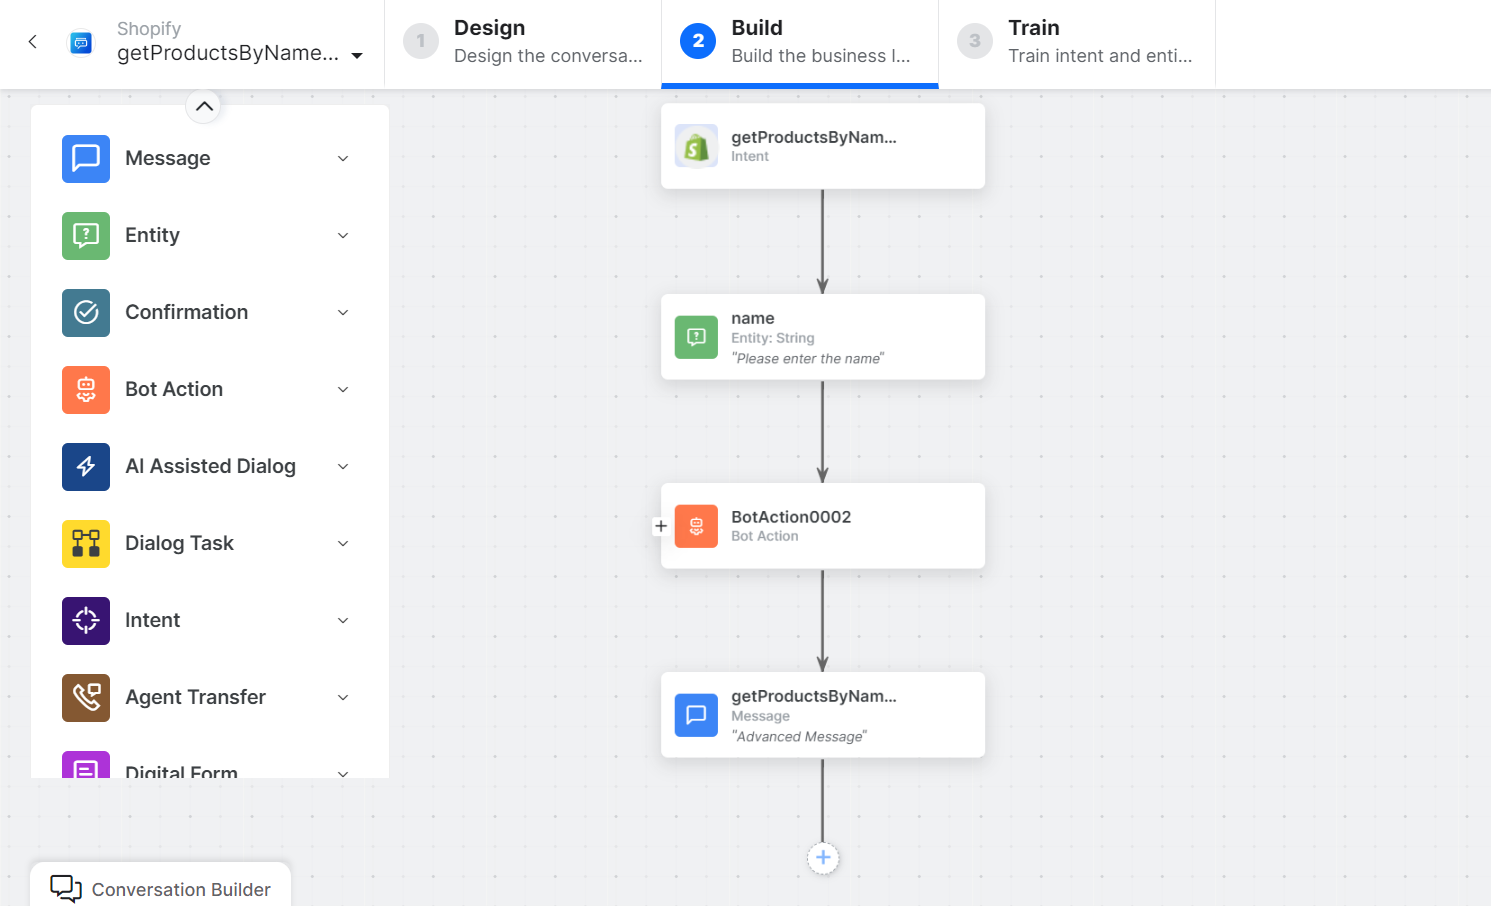 Shopify
getProductsByName...
1
Design
Design the conversa...
2
Build
Build the business l...
3
Train
Train intent and enti...
Message
Entity
Confirmation
Bot Action
AI Assisted Dialog
Dialog Task
Intent
Agent Transfer
Digital Form
Conversation Builder
getProductsByNam...
Intent
name
Entity: String
"Please enter the name"
BotAction0002
Bot Action
getProductsByNam...
Message
"Advanced Message"